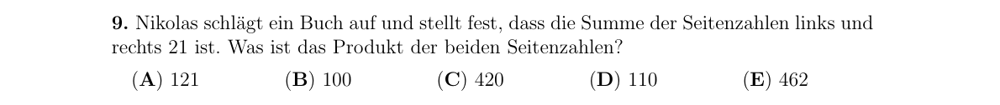 9. Nikolas schlägt ein Buch auf und stellt fest, dass die Summe der Seitenzahlen links und
rechts 21 ist. Was ist das Produkt der beiden Seitenzahlen?
(A) 121 (B) 100 (C) 420 (D) 110 (E) 462